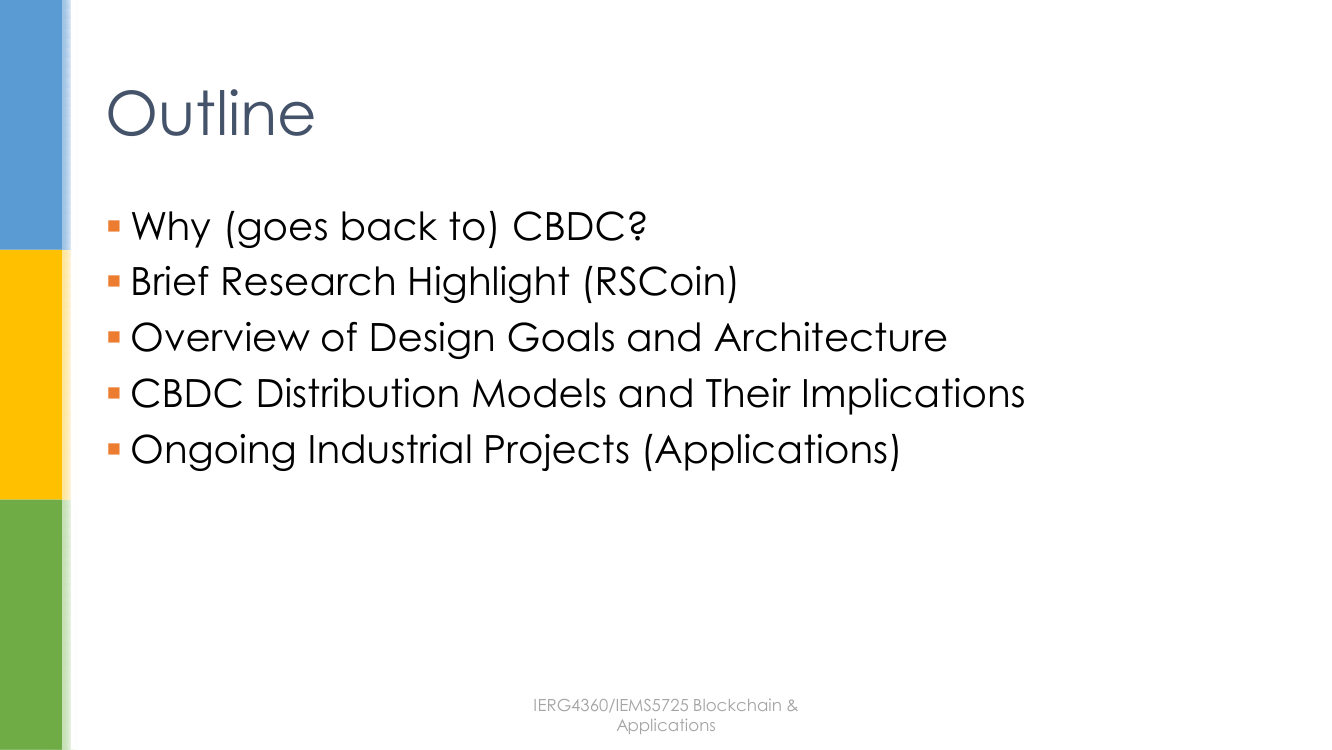 Outline
▪ Why (goes back to) CBDC?
▪ Brief Research Highlight (RSCoin)
▪ Overview of Design Goals and Architecture
▪ CBDC Distribution Models and Their Implications
▪ Ongoing Industrial Projects (Applications)
IERG4360/IEMS5725 Blockchain &
Applications